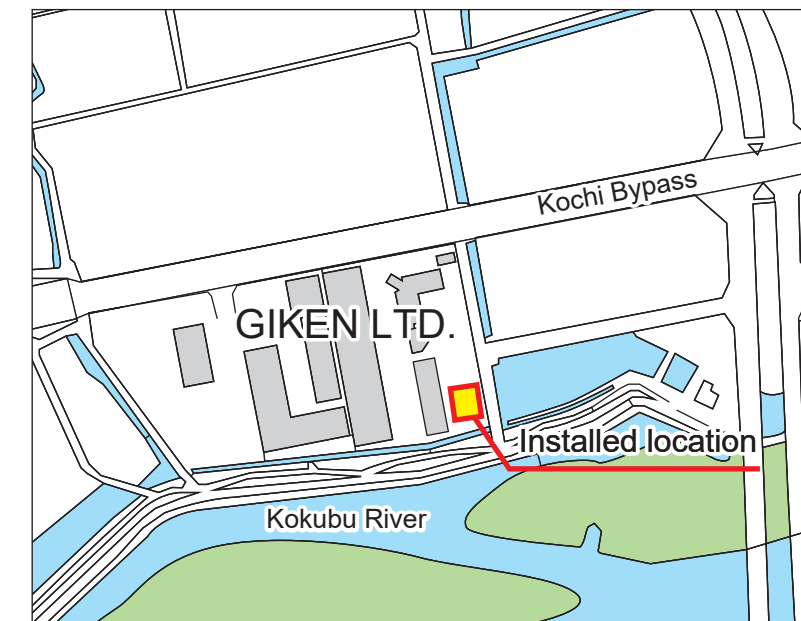 Kochi Bypass
GIKEN LTD.
Installed location
Kokubu River